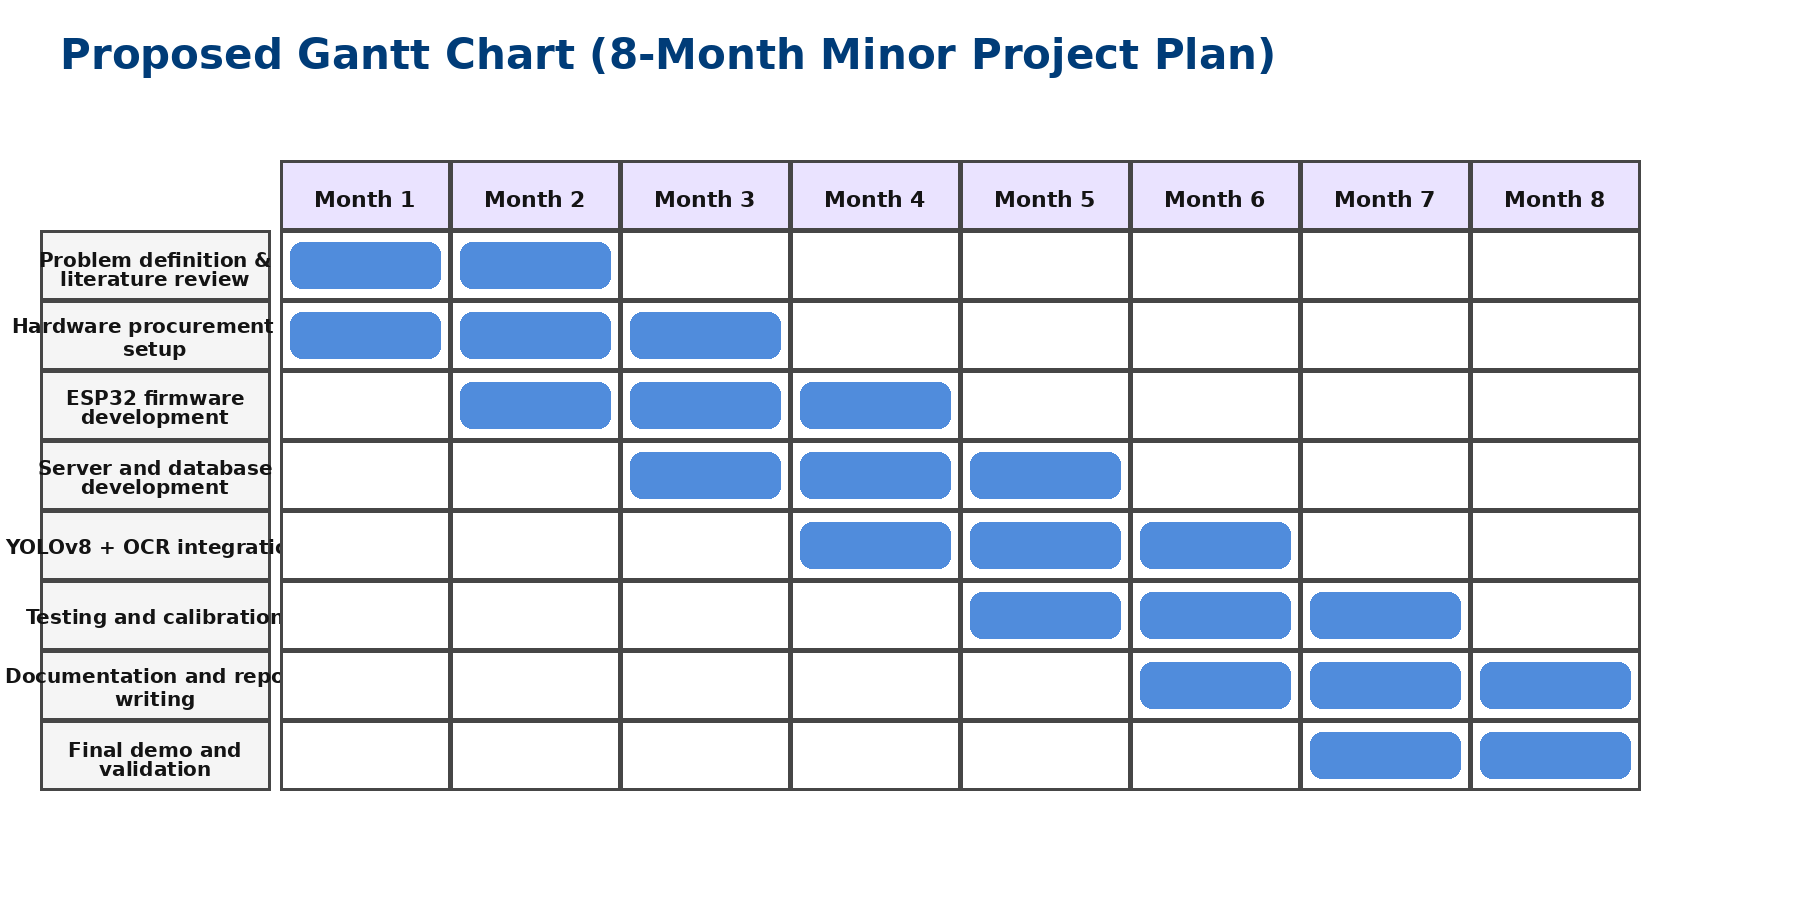 Proposed Gantt Chart (8-Month Minor Project Plan)
Month 1 Month 2 Month 3 Month 4 Month 5 Month 6 Month 7 Month 8
Problem definition &
literature review
Hardware procurement
setup
ESP32 firmware
development
Server and database
development
YOLOv8 + OCR
Testing and calibration
Documentation and
writing
Final demo and
validation